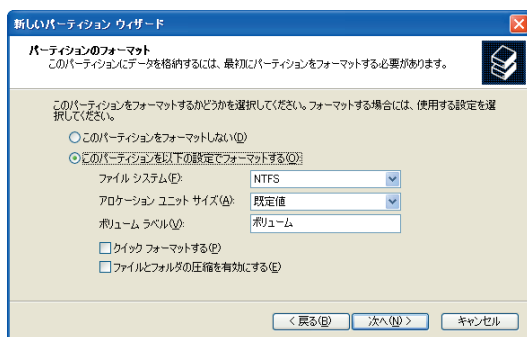 新しいパーティション ウィザード
パーティションのフォーマット
このパーティションにデータを格納するには、最初にパーティションをフォーマットする必要があります。
このパーティションをフォーマットするかどうかを選択してください。フォーマットする場合には、使用する設定を選
択してください。
このパーティションをフォーマットしない(D)
このパーティションを以下の設定でフォーマットする(O):
ファイル システム(F): NTFS
アロケーション ユニット サイズ(A): 既定値
ボリューム ラベル(V): ボリューム
クイック フォーマットする(P)
ファイルとフォルダの圧縮を有効にする(E)
< 戻る(B) 次へ(N) > キャンセル